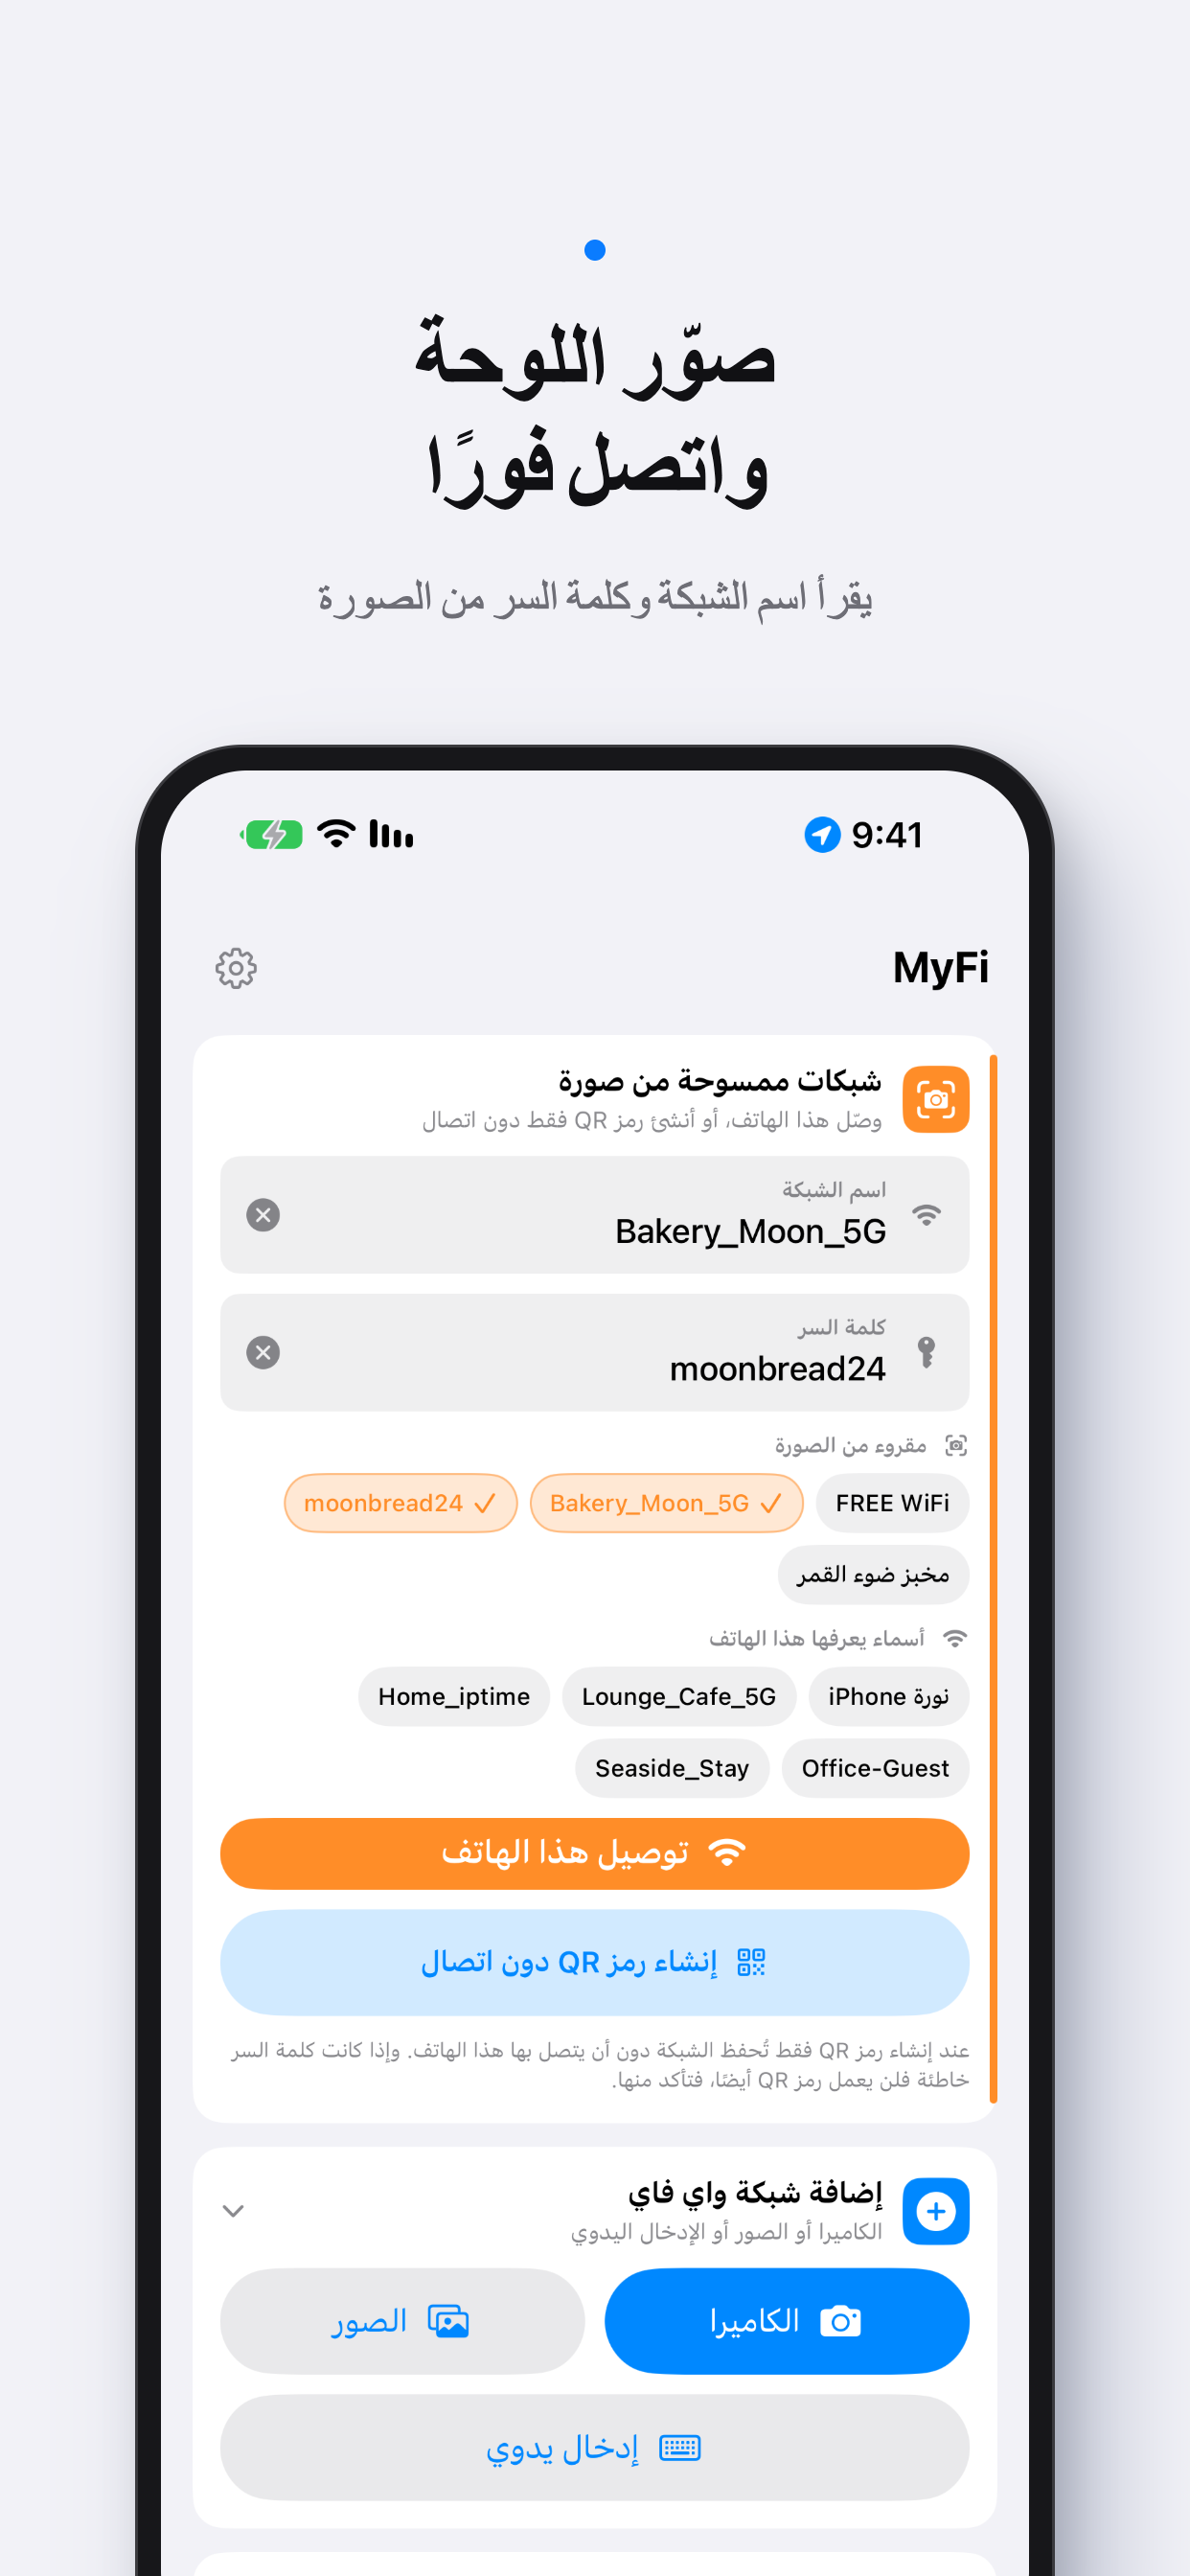 صوّر اللوحة
واتصل فورًا
يقرأ اسم الشبكة وكلمة السر من الصورة
9:41
MyFi
شبكات ممسوحة من صورة
وصّل هذا الهاتف، أو أنشئ رمز QR فقط دون اتصال
اسم الشبكة
Bakery_Moon_5G
كلمة السر
moonbread24
مقروء من الصورة
FREE WiFi
Bakery_Moon_5G
moonbread24
مخبز ضوء القمر
أسماء يعرفها هذا الهاتف
نورة iPhone
Lounge_Cafe_5G
Home_iptime
Office-Guest
Seaside_Stay
توصيل هذا الهاتف
إنشاء رمز QR دون اتصال
عند إنشاء رمز QR فقط تُحفظ الشبكة دون أن يتصل بها هذا الهاتف. وإذا كانت كلمة السر
خاطئة فلن يعمل رمز QR أيضًا، فتأكد منها.
إضافة شبكة واي فاي
الكاميرا أو الصور أو الإدخال اليدوي
الكاميرا
الصور
إدخال يدوي